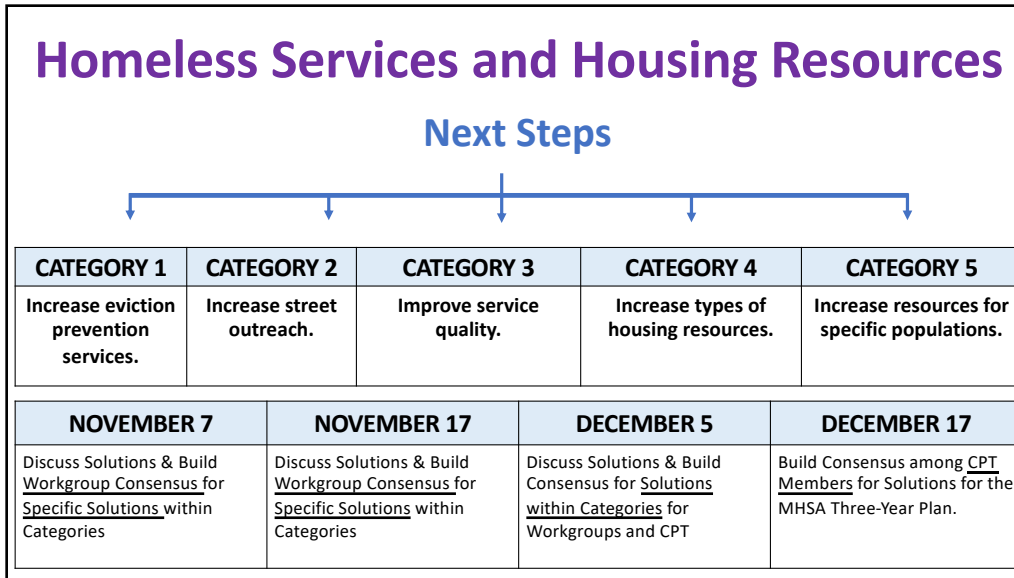 Homeless Services and Housing Resources
Next Steps
CATEGORY 1
CATEGORY 2
CATEGORY 3
CATEGORY 4
CATEGORY 5
Increase eviction
prevention
services.
Increase street
outreach.
Improve service
quality.
Increase types of
housing resources.
Increase resources for
specific populations.
NOVEMBER 7
NOVEMBER 17
DECEMBER 5
DECEMBER 17
Discuss Solutions & Build
Workgroup Consensus for
Specific Solutions within
Categories
Discuss Solutions & Build
Workgroup Consensus for
Specific Solutions within
Categories
Discuss Solutions & Build
Consensus for Solutions
within Categories for
Workgroups and CPT
Build Consensus among CPT
Members for Solutions for the
MHSA Three-Year Plan.